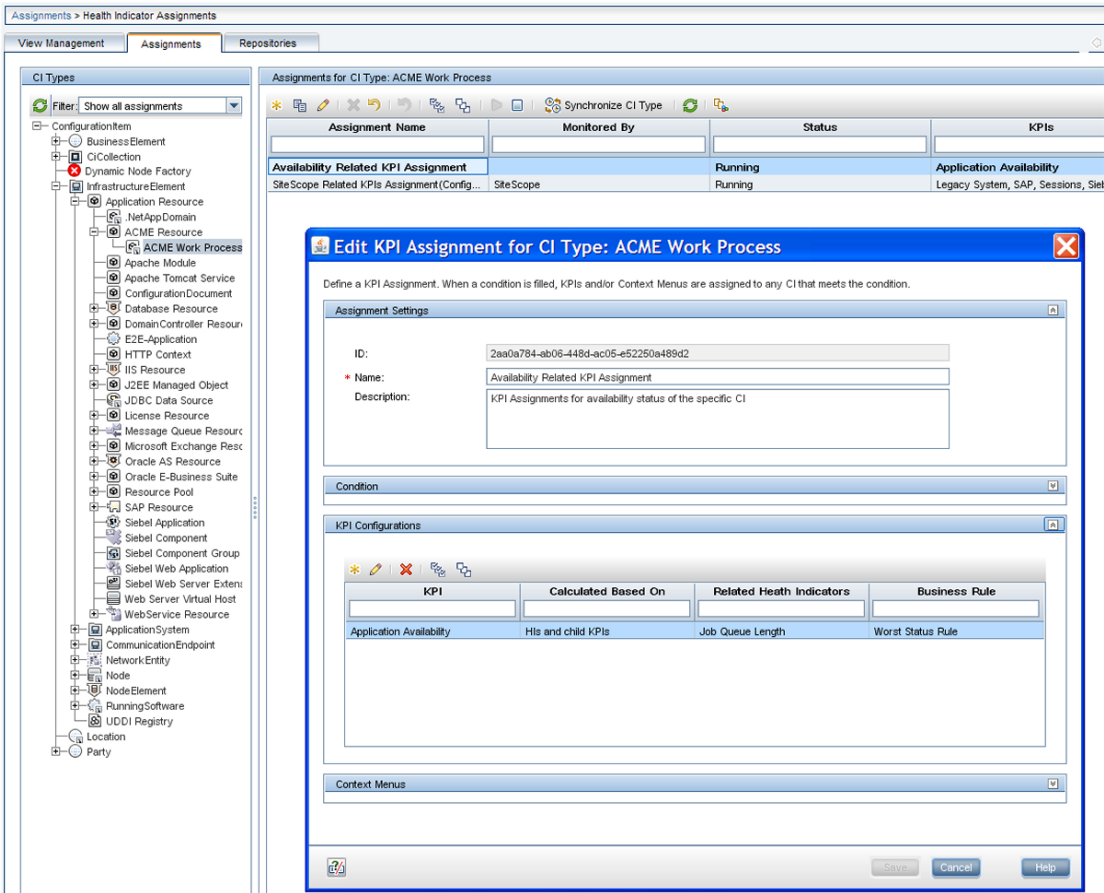 Assignments > Health Indicator Assignments
View Management Assignments Repositories
CI Types
Filter: Show all assignments
ConfigurationItem
BusinessElement
CiCollection
Dynamic Node Factory
InfrastructureElement
Application Resource
.NetAppDomain
ACME Resource
ACME Work Process
Apache Module
Apache Tomcat Service
ConfigurationDocument
Database Resource
DomainController Resour
E2E-Application
HTTP Context
IIS Resource
J2EE Managed Object
JDBC Data Source
License Resource
Message Queue Resourc
Microsoft Exchange Resc
Oracle AS Resource
Oracle E-Business Suite
Resource Pool
SAP Resource
Siebel Application
Siebel Component
Siebel Component Group
Siebel Web Application
Siebel Web Server Exten
Web Server Virtual Host
WebService Resource
ApplicationSystem
CommunicationEndpoint
NetworkEntity
Node
NodeElement
RunningSoftware
UDDI Registry
Location
Party
Assignments for CI Type: ACME Work Process
Synchronize CI Type
Assignment Name Monitored By Status KPIs
Availability Related KPI Assignment Running Application Availability
SiteScope Related KPIs Assignment(Config... SiteScope Running Legacy System, SAP, Sessions, Sieb
Edit KPI Assignment for CI Type: ACME Work Process
Define a KPI Assignment. When a condition is filled, KPIs and/or Context Menus are assigned to any CI that meets the condition.
Assignment Settings
ID: 2aa0a784-ab06-448d-ac05-e52250a489d2
* Name: Availability Related KPI Assignment
Description: KPI Assignments for availability status of the specific CI
Condition
KPI Configurations
KPI Calculated Based On Related Heath Indicators Business Rule
Application Availability HIs and child KPIs Job Queue Length Worst Status Rule
Context Menus
Save Cancel Help